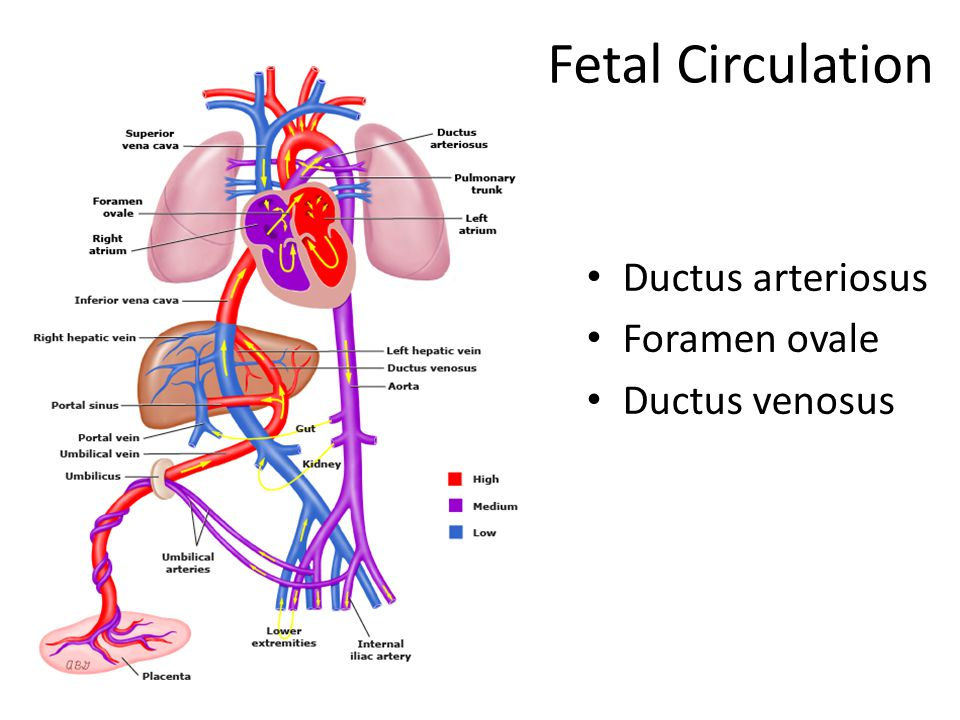 Fetal Circulation
Superior
vena cava
Ductus
arteriosus
Pulmonary
trunk
Foramen
ovale
Left
atrium
Right
atrium
Inferior vena cava
Right hepatic vein
Left hepatic vein
Ductus venosus
Aorta
Portal sinus
Portal vein
Gut
Umbilical vein
Kidney
Umbilicus
High
Medium
Low
Umbilical
arteries
Lower
extremities
Internal
iliac artery
Placenta
• Ductus arteriosus
• Foramen ovale
• Ductus venosus